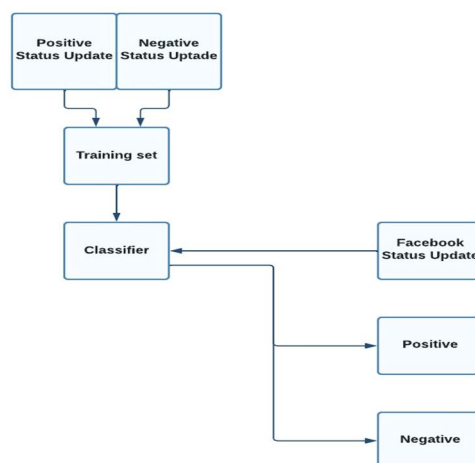 Positive
Status Update
Negative
Status Uptade
Training set
Classifier
Facebook
Status Update
Positive
Negative